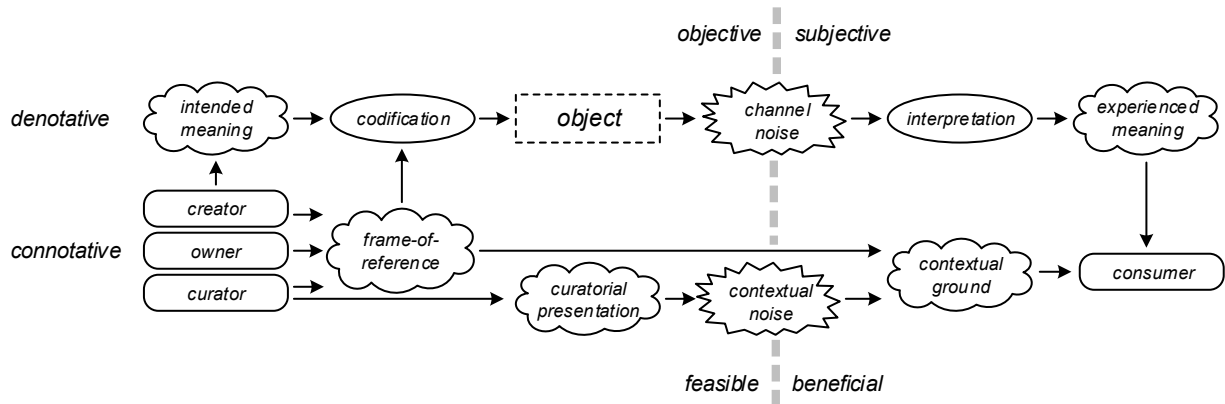 objective subjective
denotative
intended
meaning
codification
object
channel
noise
interpretation
experienced
meaning
connotative
creator
owner
curator
frame-of-
reference
curatorial
presentation
contextual
noise
contextual
ground
consumer
feasible beneficial